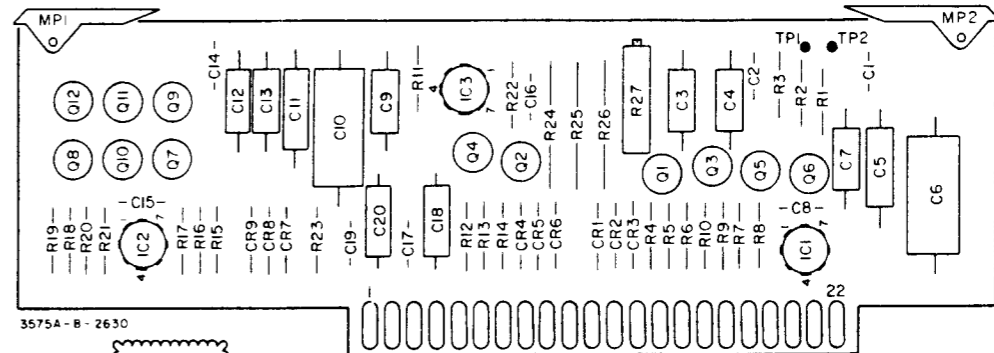 MP1 MP2
TP1 TP2
-C14- R11 4 IC3 7 R22 -C16- R27 -C2- R3 R2 R1 -C1-
Q12 Q11 Q9 C12 C13 C11 C10 C9 R24 R25 R26 C3 C4
Q8 Q10 Q7 Q4 Q2 Q1 Q3 Q5 Q6 C7 C5 C6
-C15- -C8-
R19 R18 R20 R21 IC2 4 R17 R16 R15 CR9 CR8 CR7 R23 C19- C20 C17- C18 R12 R13 R14 CR4 CR5 CR6 CR1 CR2 CR3 R4 R5 R6 R10 R9 R7 R8 1 IC1 7 4
1 22
3575A-B-2630